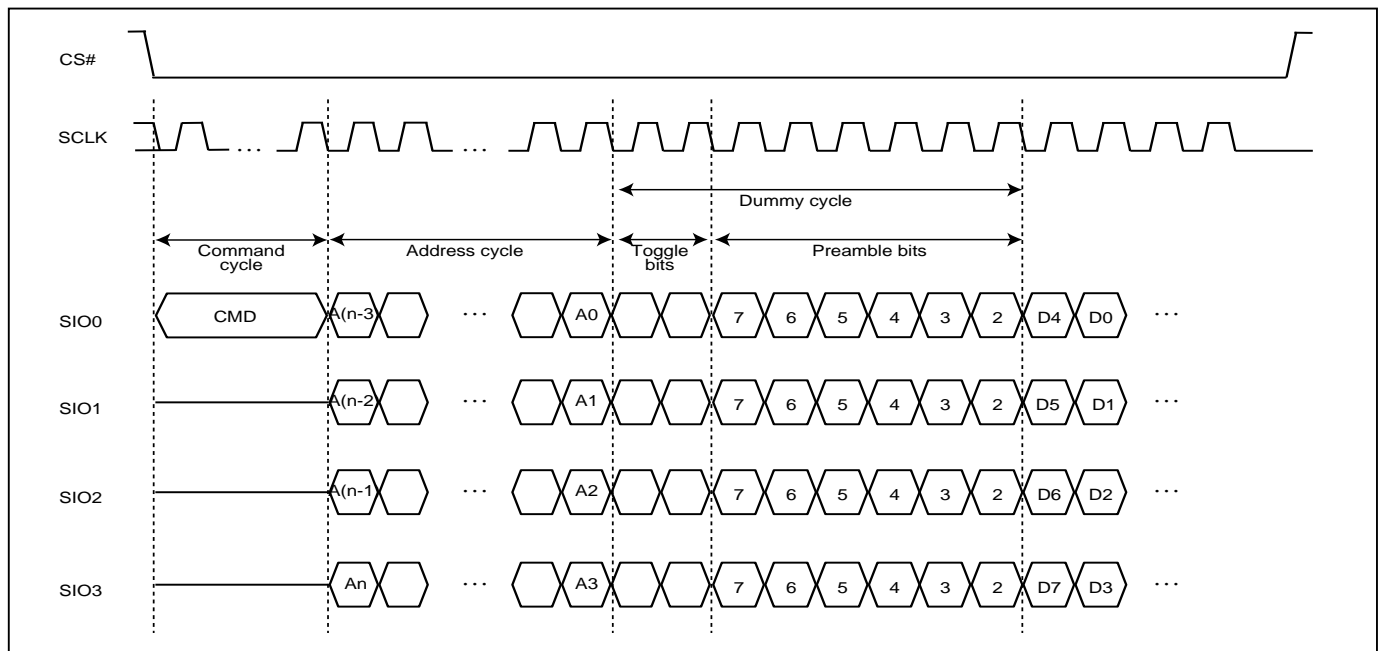 CS#
SCLK ... ...
Dummy cycle
Command cycle
Address cycle
Toggle bits
Preamble bits
SIO0 CMD A(n-3) ... A0 7 6 5 4 3 2 D4 D0 ...
SIO1 A(n-2) ... A1 7 6 5 4 3 2 D5 D1 ...
SIO2 A(n-1) ... A2 7 6 5 4 3 2 D6 D2 ...
SIO3 An ... A3 7 6 5 4 3 2 D7 D3 ...